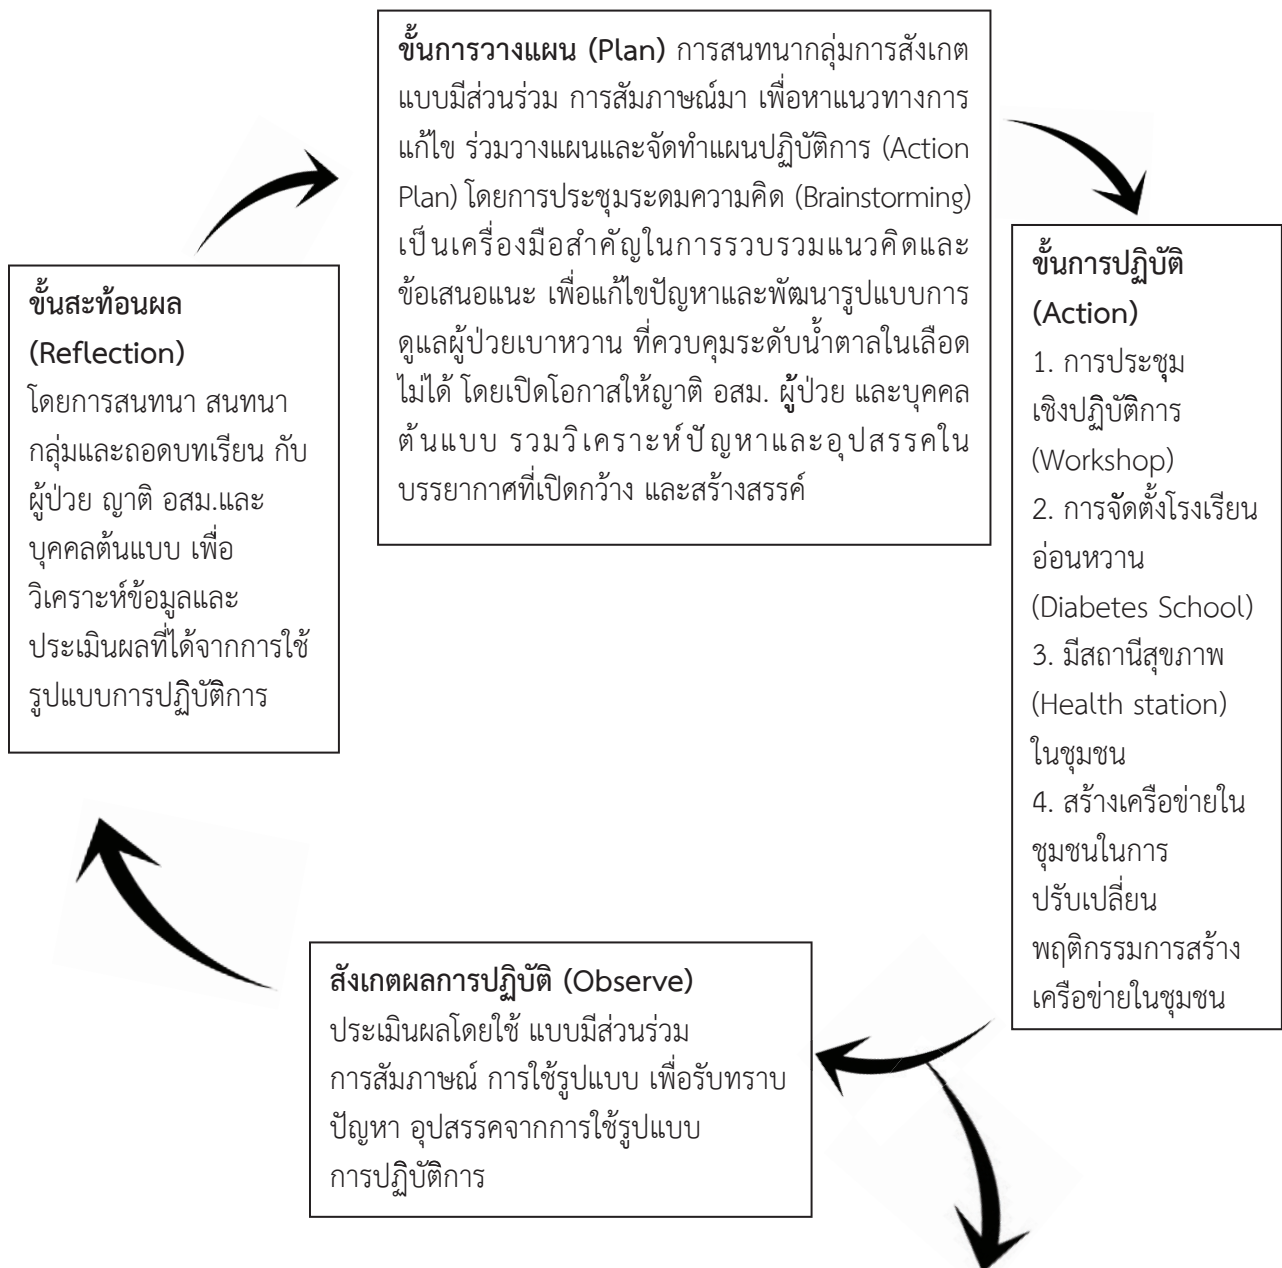 ขั้นการวางแผน (Plan) การสนทนากลุ่มการสังเกต
แบบมีส่วนร่วม การสัมภาษณ์มา เพื่อหาแนวทางการ
แก้ไข ร่วมวางแผนและจัดทำแผนปฏิบัติการ (Action
Plan) โดยการประชุมระดมความคิด (Brainstorming)
เป็นเครื่องมือสำคัญในการรวบรวมแนวคิดและ
ข้อเสนอแนะ เพื่อแก้ไขปัญหาและพัฒนารูปแบบการ
ดูแลผู้ป่วยเบาหวาน ที่ควบคุมระดับน้ำตาลในเลือด
ไม่ได้ โดยเปิดโอกาสให้ญาติ อสม. ผู้ป่วย และบุคคล
ต้นแบบ รวมวิเคราะห์ปัญหาและอุปสรรคใน
บรรยากาศที่เปิดกว้าง และสร้างสรรค์
ขั้นการปฏิบัติ
(Action)
1. การประชุม
เชิงปฏิบัติการ
(Workshop)
2. การจัดตั้งโรงเรียน
อ่อนหวาน
(Diabetes School)
3. มีสถานีสุขภาพ
(Health station)
ในชุมชน
4. สร้างเครือข่ายใน
ชุมชนในการ
ปรับเปลี่ยน
พฤติกรรมการสร้าง
เครือข่ายในชุมชน
สังเกตผลการปฏิบัติ (Observe)
ประเมินผลโดยใช้ แบบมีส่วนร่วม
การสัมภาษณ์ การใช้รูปแบบ เพื่อรับทราบ
ปัญหา อุปสรรคจากการใช้รูปแบบ
การปฏิบัติการ
ขั้นสะท้อนผล
(Reflection)
โดยการสนทนา สนทนา
กลุ่มและถอดบทเรียน กับ
ผู้ป่วย ญาติ อสม.และ
บุคคลต้นแบบ เพื่อ
วิเคราะห์ข้อมูลและ
ประเมินผลที่ได้จากการใช้
รูปแบบการปฏิบัติการ